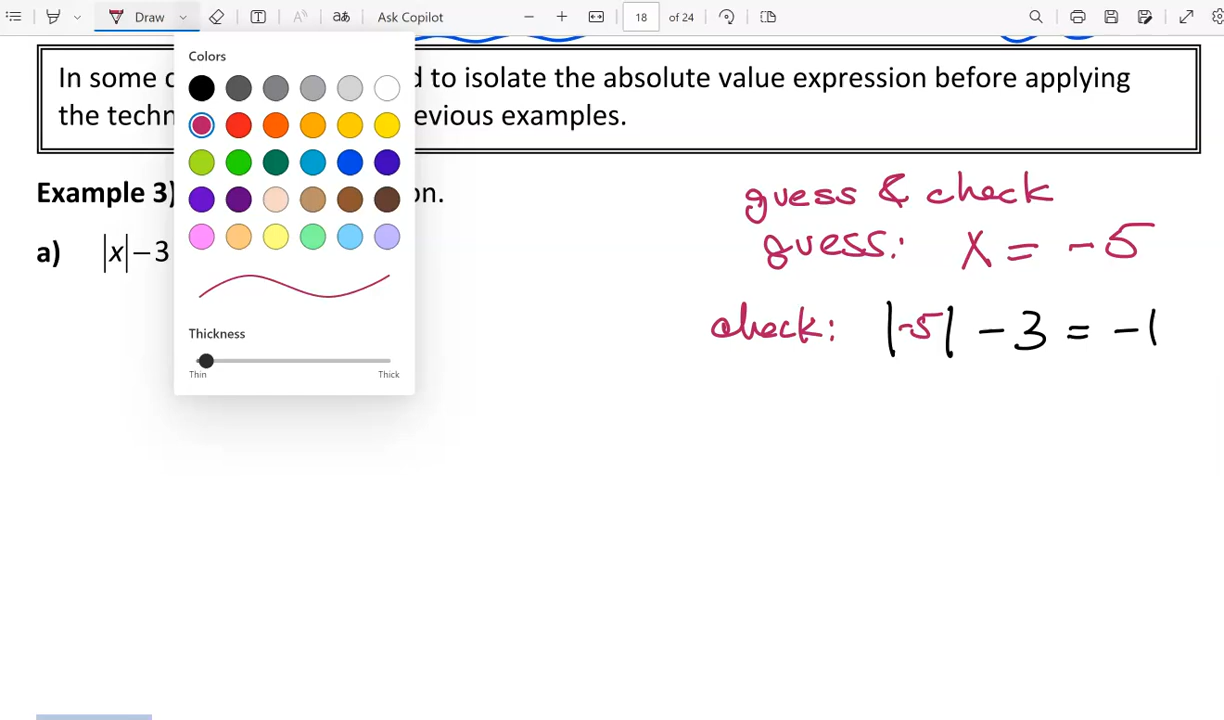 Draw
Ask Copilot
18 of 24
Colors
In some d to isolate the absolute value expression before applying
the techn evious examples.
Example 3) on.
guess & check
a) |x| − 3
guess: x = -5
check: |-5| - 3 = -1
Thickness
Thin Thick